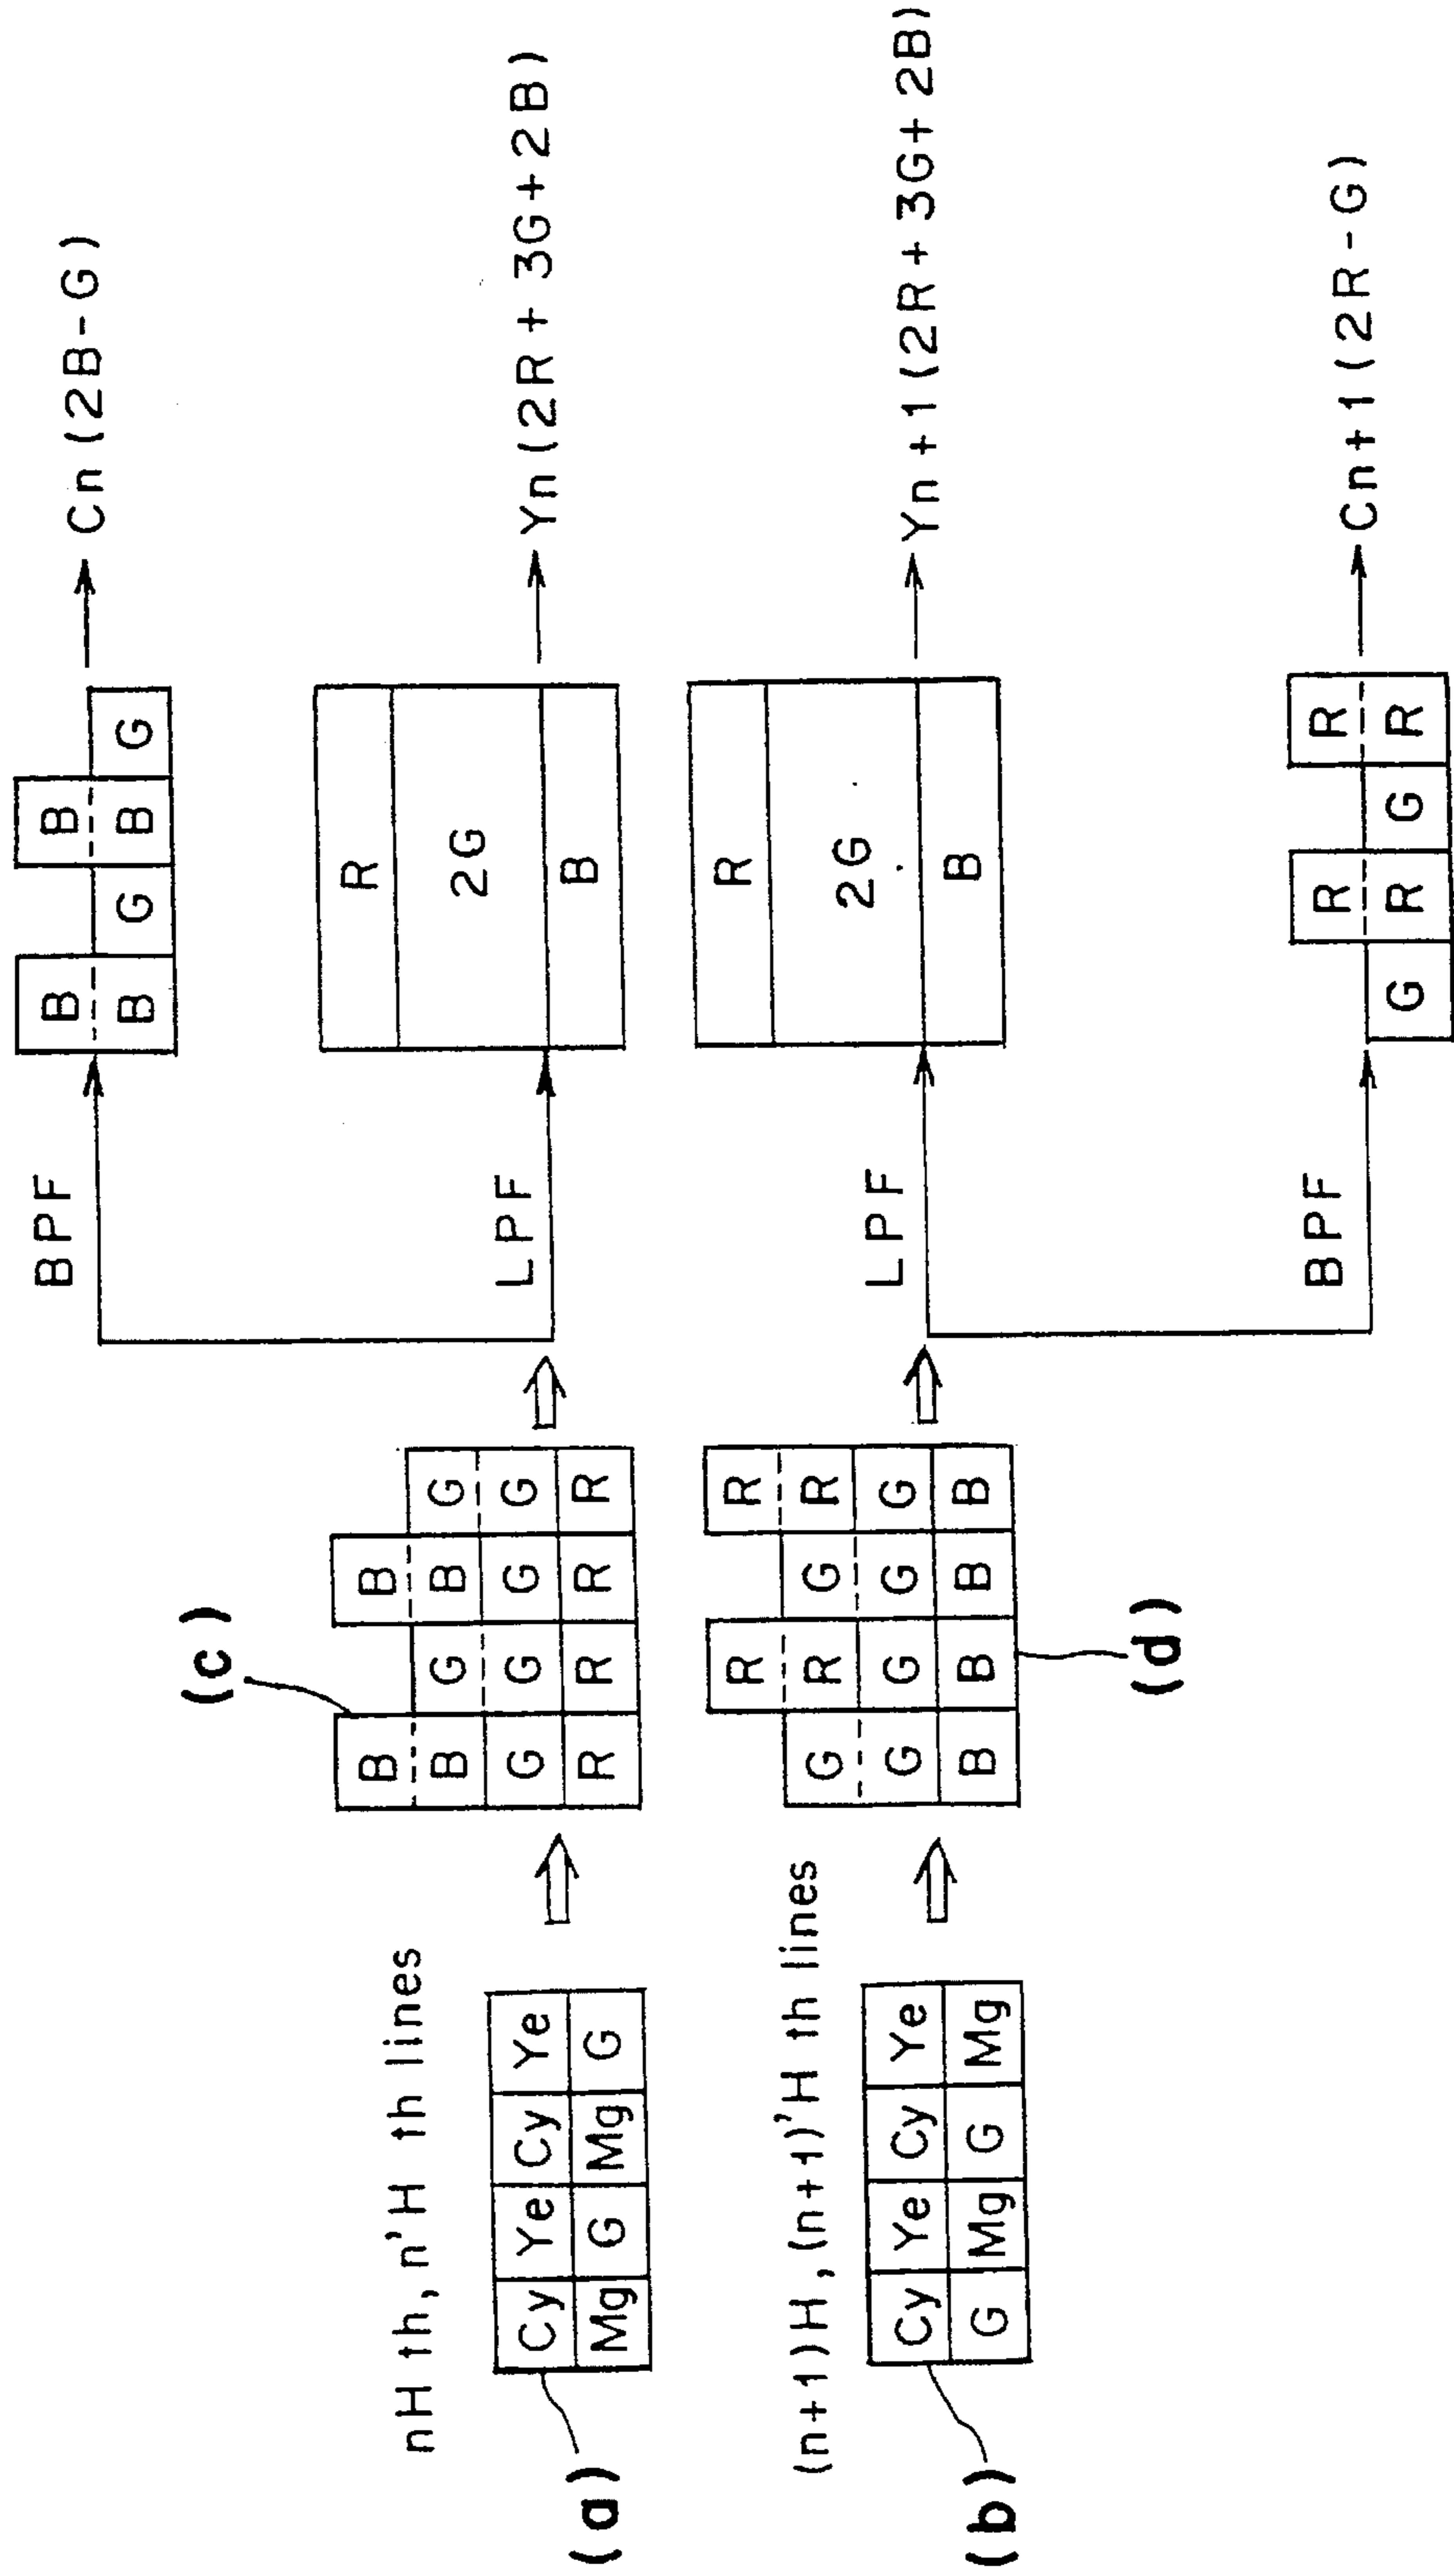 nH th, n'H th lines
Cy Ye Cy Ye
Mg G Mg G
(a)
(c)
B B
B G B G
G G G G
R R R R
BPF
B B
B G B G
Cn (2B-G)
LPF
R
2G
B
Yn (2R+3G+2B)
(n+1)H, (n+1)'H th lines
Cy Ye Cy Ye
G Mg G Mg
(b)
R R
G R G R
G G G G
B B B B
(d)
LPF
R
2G
B
Yn+1 (2R+3G+2B)
BPF
R R
G R G R
Cn+1 (2R-G)